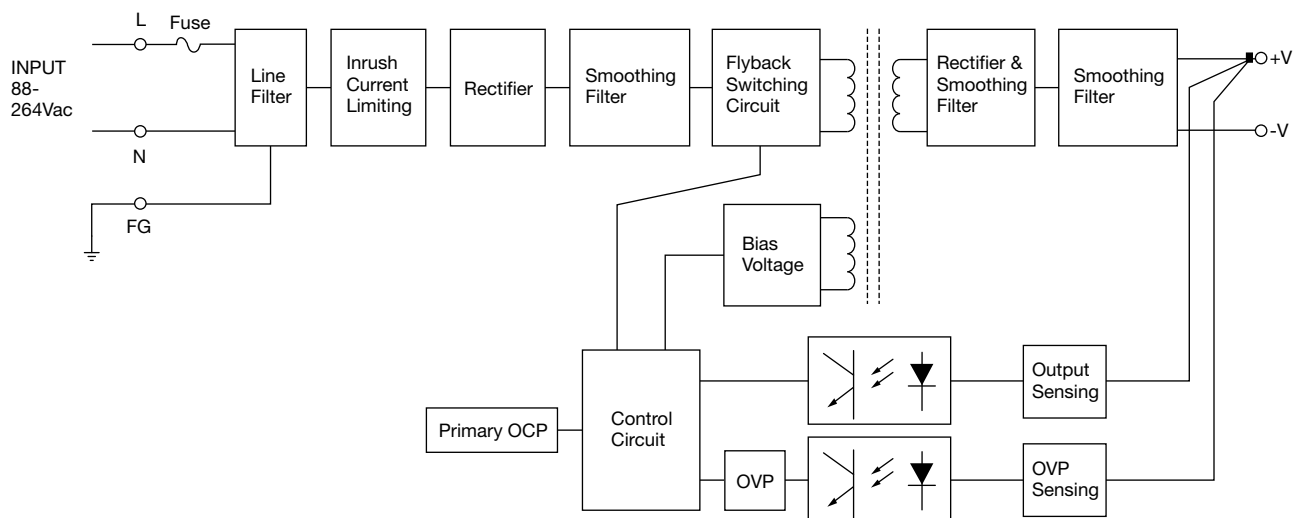 L
Fuse
INPUT
88-
264Vac
N
FG
Line
Filter
Inrush
Current
Limiting
Rectifier
Smoothing
Filter
Flyback
Switching
Circuit
Rectifier &
Smoothing
Filter
Smoothing
Filter
+V
-V
Bias
Voltage
Primary OCP
Control
Circuit
OVP
Output
Sensing
OVP
Sensing